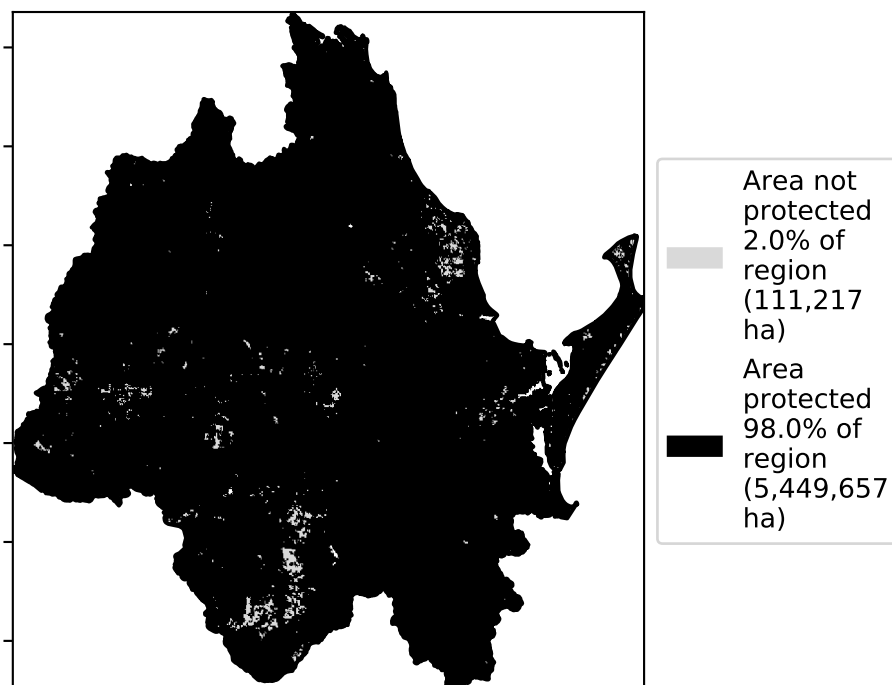 Area not
protected
2.0% of
region
(111,217
ha)
Area
protected
98.0% of
region
(5,449,657
ha)